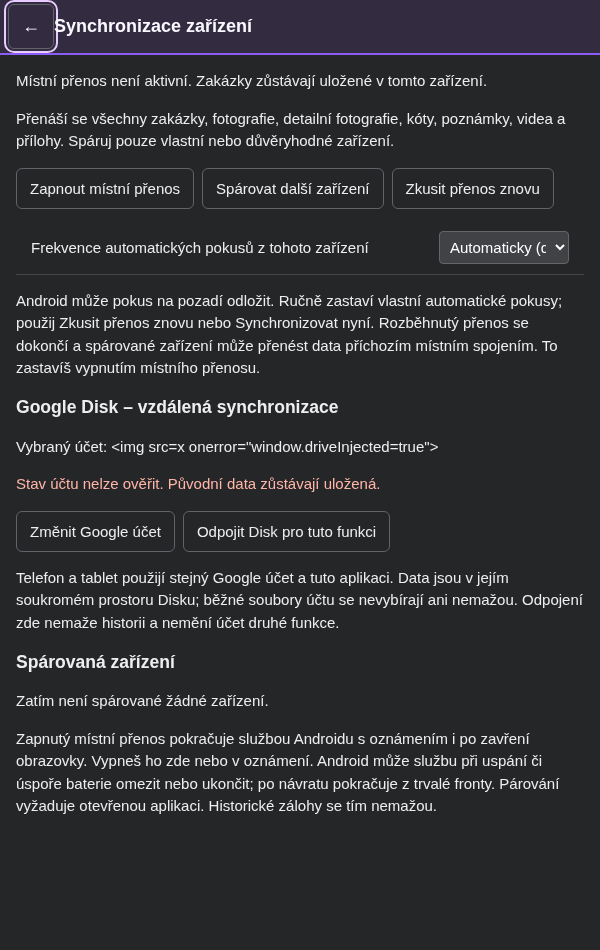 ← Synchronizace zařízení
Místní přenos není aktivní. Zakázky zůstávají uložené v tomto zařízení.
Přenáší se všechny zakázky, fotografie, detailní fotografie, kóty, poznámky, videa a
přílohy. Spáruj pouze vlastní nebo důvěryhodné zařízení.
Zapnout místní přenos Spárovat další zařízení Zkusit přenos znovu
Frekvence automatických pokusů z tohoto zařízení Automaticky (
Android může pokus na pozadí odložit. Ručně zastaví vlastní automatické pokusy;
použij Zkusit přenos znovu nebo Synchronizovat nyní. Rozběhnutý přenos se
dokončí a spárované zařízení může přenést data příchozím místním spojením. To
zastavíš vypnutím místního přenosu.
Google Disk – vzdálená synchronizace
Vybraný účet: <img src=x onerror="window.driveInjected=true">
Stav účtu nelze ověřit. Původní data zůstávají uložená.
Změnit Google účet Odpojit Disk pro tuto funkci
Telefon a tablet použijí stejný Google účet a tuto aplikaci. Data jsou v jejím
soukromém prostoru Disku; běžné soubory účtu se nevybírají ani nemažou. Odpojení
zde nemaže historii a nemění účet druhé funkce.
Spárovaná zařízení
Zatím není spárované žádné zařízení.
Zapnutý místní přenos pokračuje službou Androidu s oznámením i po zavření
obrazovky. Vypneš ho zde nebo v oznámení. Android může službu při uspání či
úspoře baterie omezit nebo ukončit; po návratu pokračuje z trvalé fronty. Párování
vyžaduje otevřenou aplikaci. Historické zálohy se tím nemažou.